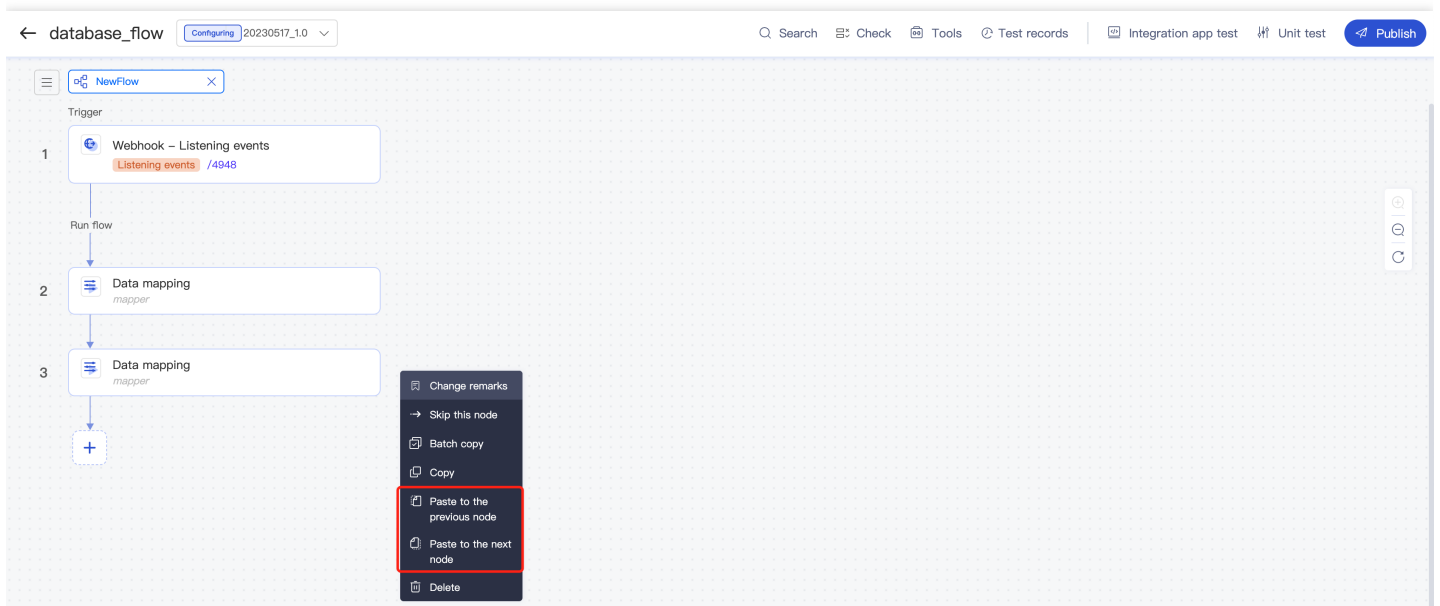 database_flow
Configuring 20230517_1.0
Search
Check
Tools
Test records
Integration app test
Unit test
Publish
NewFlow
Trigger
1
Webhook – Listening events
Listening events /4948
Run flow
2
Data mapping
mapper
3
Data mapping
mapper
Change remarks
Skip this node
Batch copy
Copy
Paste to the
previous node
Paste to the next
node
Delete